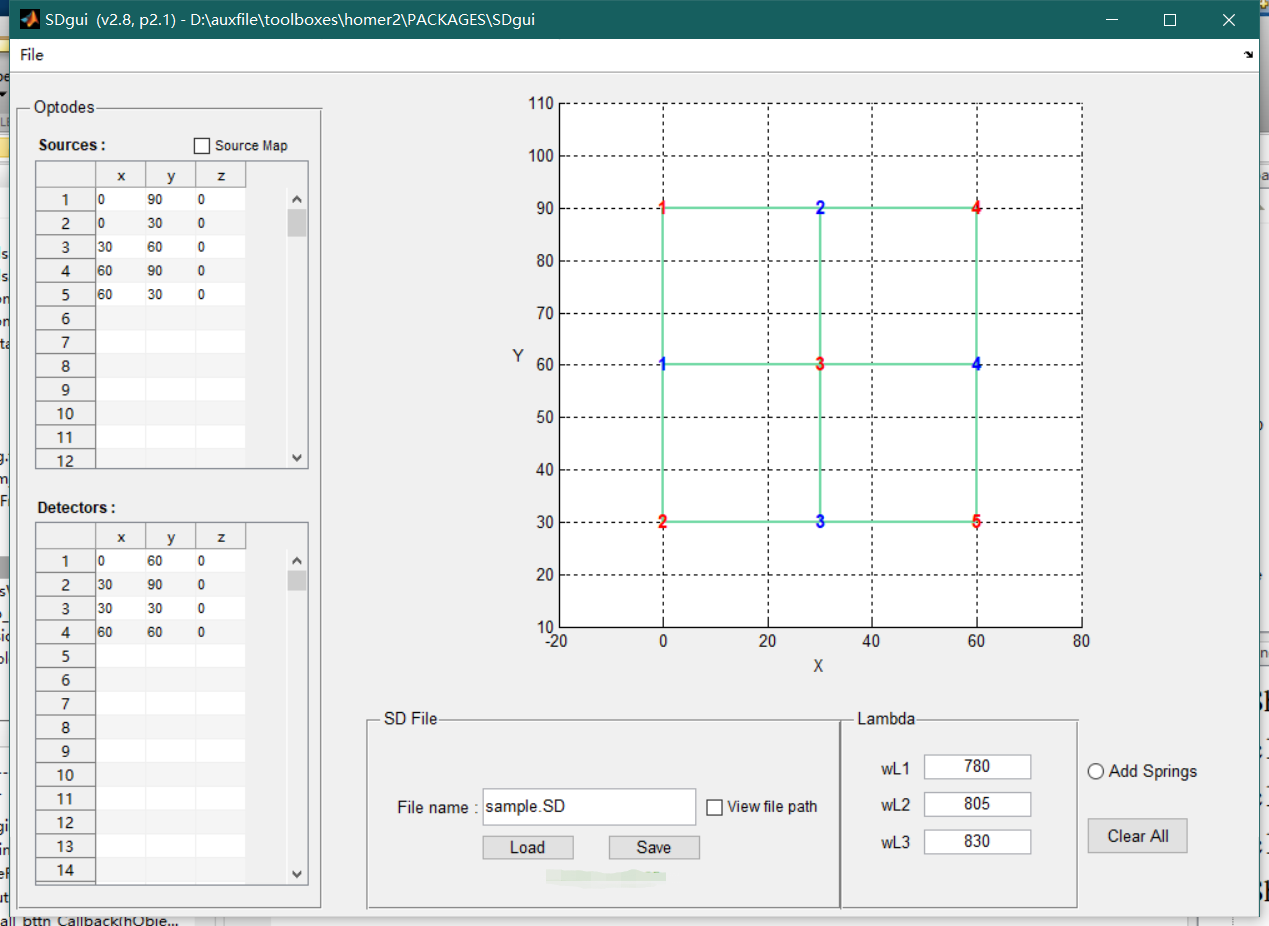 SDgui (v2.8, p2.1) - D:\auxfile\toolboxes\homer2\PACKAGES\SDgui
File
Optodes
Sources :
Source Map
x y z
1 0 90 0
2 0 30 0
3 30 60 0
4 60 90 0
5 60 30 0
6
7
8
9
10
11
12
Detectors :
x y z
1 0 60 0
2 30 90 0
3 30 30 0
4 60 60 0
5
6
7
8
9
10
11
12
13
14
110
100
90
80
70
60
50
40
30
20
10
Y
1 2 4
1 3 4
2 3 5
-20 0 20 40 60 80
X
SD File
File name :
sample.SD
View file path
Load
Save
Lambda
wL1 780
wL2 805
wL3 830
Add Springs
Clear All
all_bttn_Callback(hObje...